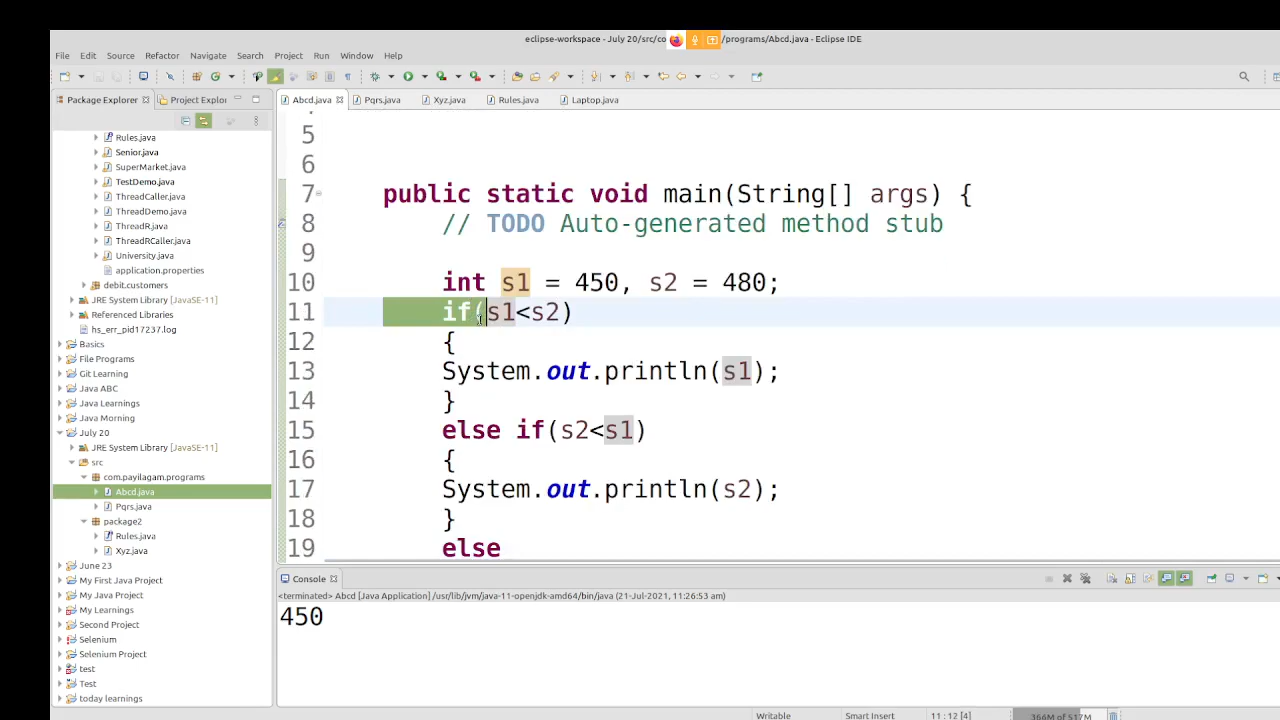 eclipse-workspace - July 20/src/co /programs/Abcd.java - Eclipse IDE
File Edit Source Refactor Navigate Search Project Run Window Help
Package Explorer Project Explo
Abcd.java Pqrs.java Xyz.java Rules.java Laptop.java
Rules.java
Senior.java
SuperMarket.java
TestDemo.java
ThreadCaller.java
ThreadDemo.java
ThreadR.java
ThreadRCaller.java
University.java
application.properties
debit.customers
JRE System Library [JavaSE-11]
Referenced Libraries
hs_err_pid17237.log
Basics
File Programs
Git Learning
Java ABC
Java Learnings
Java Morning
July 20
JRE System Library [JavaSE-11]
src
com.payilagam.programs
Abcd.java
Pqrs.java
package2
Rules.java
Xyz.java
June 23
My First Java Project
My Java Project
My Learnings
Second Project
Selenium
Selenium Project
test
Test
today learnings
5
6
7 public static void main(String[] args) {
8 // TODO Auto-generated method stub
9
10 int s1 = 450, s2 = 480;
11 if(s1<s2)
12 {
13 System.out.println(s1);
14 }
15 else if(s2<s1)
16 {
17 System.out.println(s2);
18 }
19 else
Console
<terminated> Abcd [Java Application] /usr/lib/jvm/java-11-openjdk-amd64/bin/java (21-Jul-2021, 11:26:53 am)
450
Writable Smart Insert 11 : 12 [4] 364M of 517M